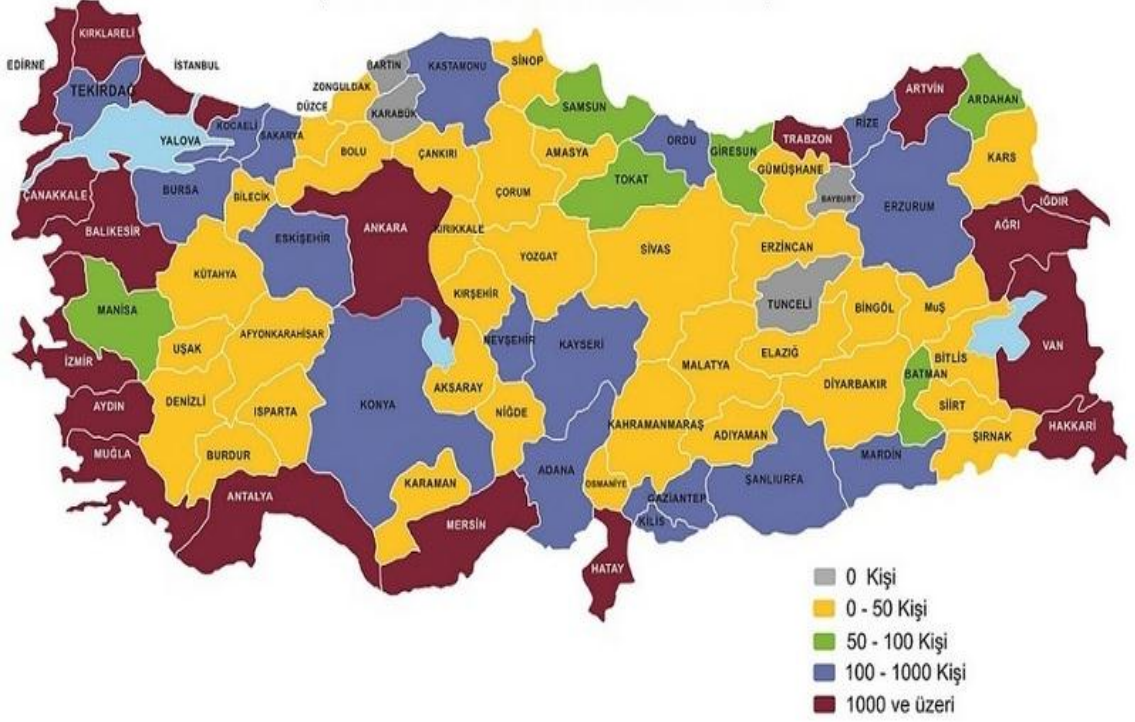 KIRKLARELİ
EDİRNE
İSTANBUL
TEKİRDAĞ
YALOVA
KOCAELİ
SAKARYA
DÜZCE
ZONGULDAK
BARTIN
KARABÜK
KASTAMONU
SİNOP
SAMSUN
ORDU
GİRESUN
TRABZON
RİZE
ARTVİN
ARDAHAN
KARS
ÇANAKKALE
BURSA
BİLECİK
BOLU
ÇANKIRI
ÇORUM
AMASYA
TOKAT
GÜMÜŞHANE
BAYBURT
ERZURUM
IĞDIR
AĞRI
BALIKESİR
KÜTAHYA
ESKİŞEHİR
ANKARA
KIRIKKALE
YOZGAT
SİVAS
ERZİNCAN
TUNCELİ
BİNGÖL
MuŞ
MANİSA
UŞAK
AFYONKARAHİSAR
KIRŞEHİR
NEVŞEHİR
KAYSERİ
MALATYA
ELAZIĞ
DİYARBAKIR
BATMAN
BİTLİS
VAN
İZMİR
AYDIN
DENİZLİ
ISPARTA
KONYA
AKSARAY
NİĞDE
KAHRAMANMARAŞ
ADIYAMAN
SİİRT
ŞIRNAK
HAKKARİ
MUĞLA
BURDUR
ANTALYA
KARAMAN
MERSİN
ADANA
OSMANİYE
GAZİANTEP
KİLİS
ŞANLIURFA
MARDİN
HATAY
0 Kişi
0 - 50 Kişi
50 - 100 Kişi
100 - 1000 Kişi
1000 ve üzeri